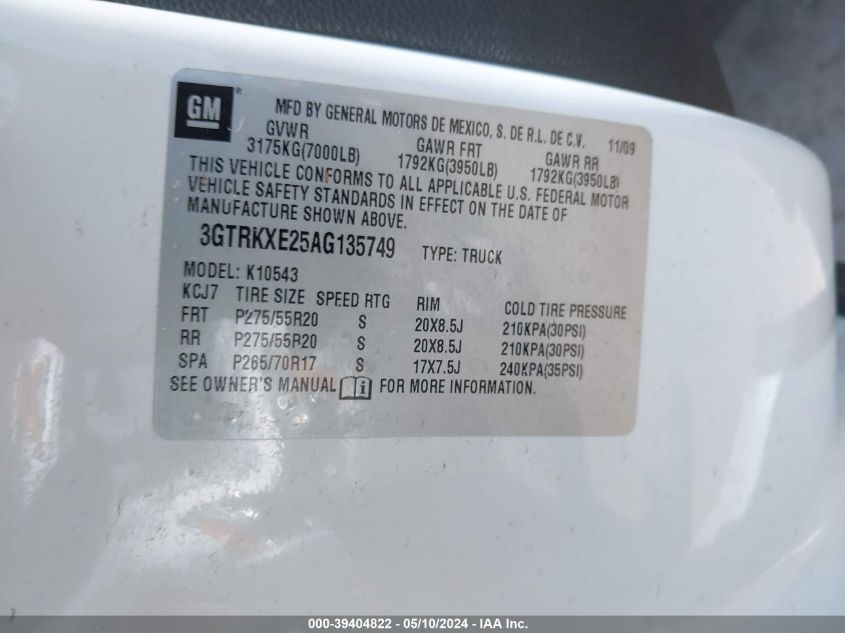 GM ®
MFD BY GENERAL MOTORS DE MEXICO, S. DE R.L. DE C.V. 11/09
GVWR GAWR FRT GAWR RR
3175KG(7000LB) 1792KG(3950LB) 1792KG(3950LB)
THIS VEHICLE CONFORMS TO ALL APPLICABLE U.S. FEDERAL MOTOR
VEHICLE SAFETY STANDARDS IN EFFECT ON THE DATE OF
MANUFACTURE SHOWN ABOVE.
3GTRKXE25AG135749 TYPE: TRUCK
MODEL: K10543
KCJ7 TIRE SIZE SPEED RTG RIM COLD TIRE PRESSURE
FRT P275/55R20 S 20X8.5J 210KPA(30PSI)
RR P275/55R20 S 20X8.5J 210KPA(30PSI)
SPA P265/70R17 S 17X7.5J 240KPA(35PSI)
SEE OWNER'S MANUAL i FOR MORE INFORMATION.
000-39404822 - 05/10/2024 - IAA Inc.